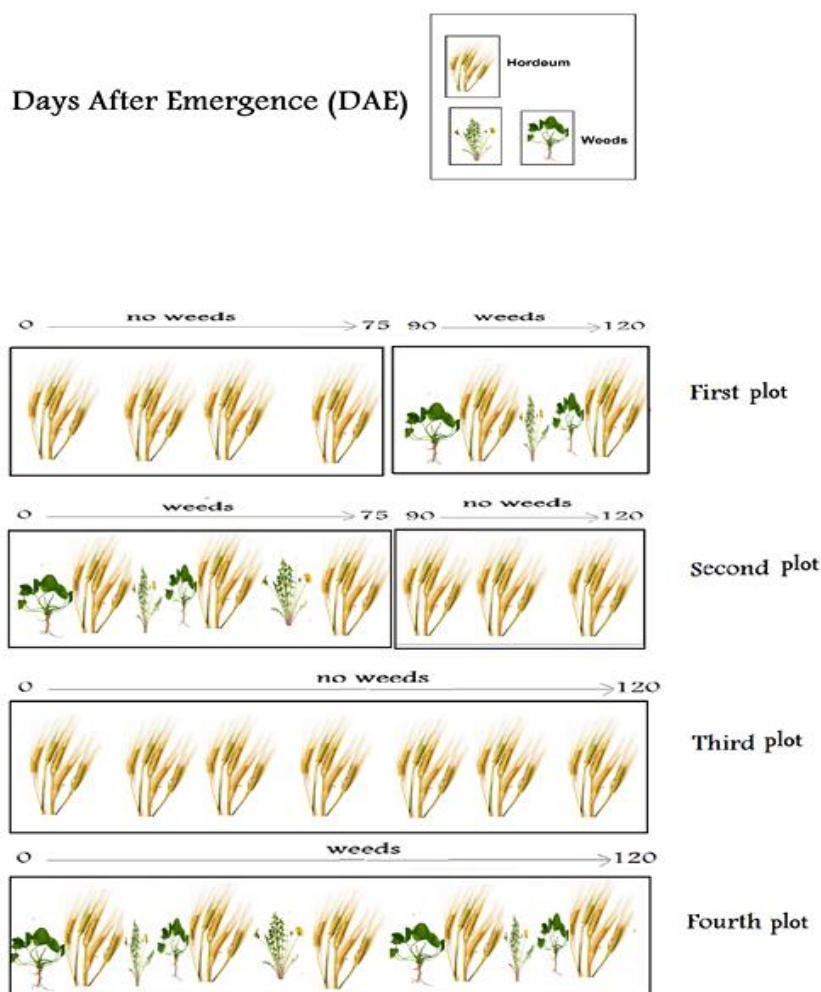 Hordeum
Days After Emergence (DAE)
Weeds
no weeds weeds
0 75 90 120
First plot
weeds no weeds
0 75 90 120
Second plot
no weeds
0 120
Third plot
weeds
0 120
Fourth plot